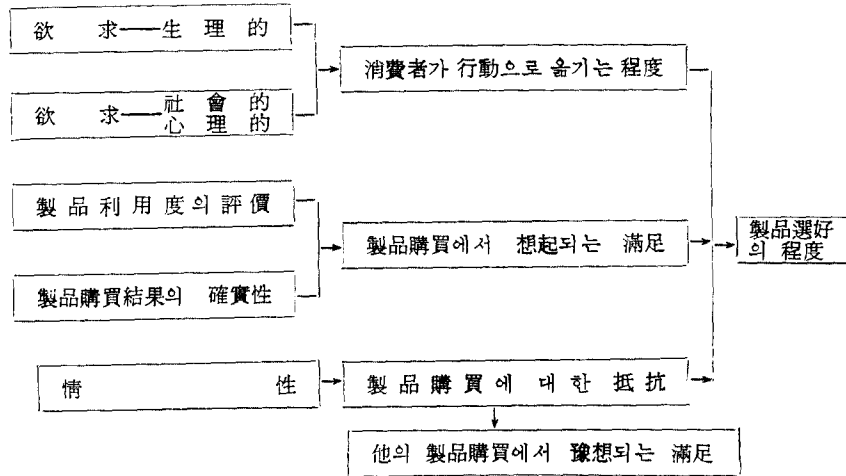 欲 求──生 理 的
欲 求──社 會 的
心 理 的
消費者가 行動으로 옮기는 程度
製 品 利 用 度 의 評 價
製品購買結果의 確實性
製品購買에서 想起되는 滿足
製品選好
의 程度
情 性
製 品 購 買 에 대 한 抵 抗
他의 製品購買에서 豫想되는 滿足